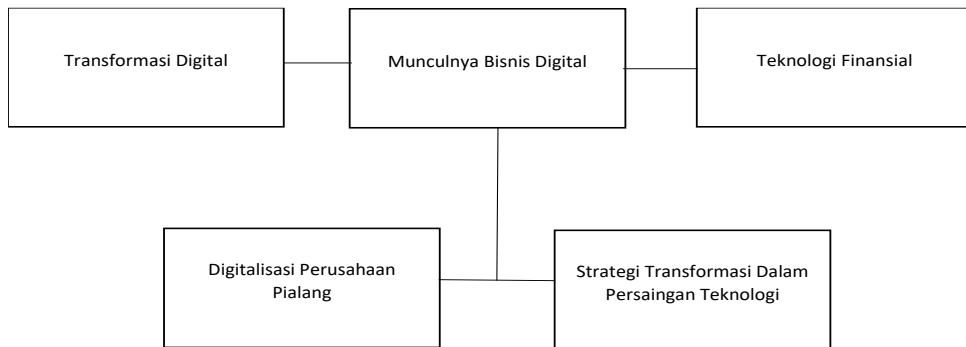 Transformasi Digital
Munculnya Bisnis Digital
Teknologi Finansial
Digitalisasi Perusahaan
Pialang
Strategi Transformasi Dalam
Persaingan Teknologi